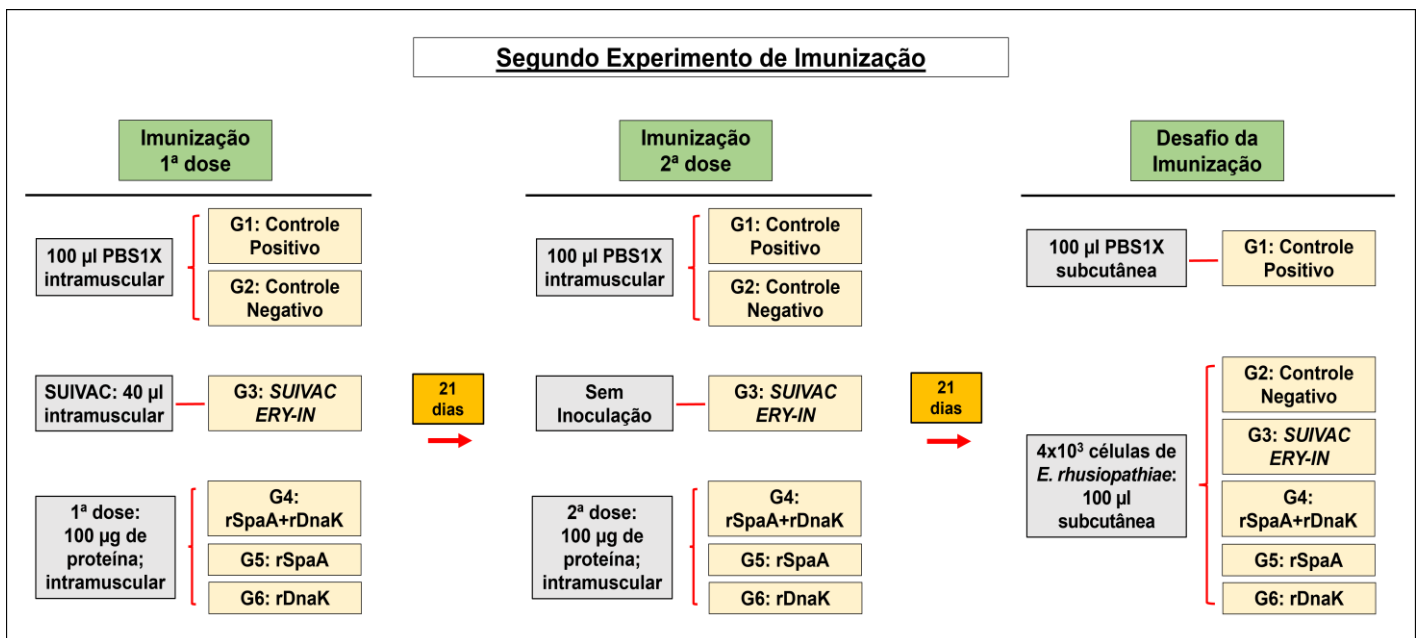 Segundo Experimento de Imunização
Imunização
1ª dose
100 µl PBS1X
intramuscular
G1: Controle
Positivo
G2: Controle
Negativo
SUIVAC: 40 µl
intramuscular
G3: SUIVAC
ERY-IN
1ª dose:
100 µg de
proteína;
intramuscular
G4:
rSpaA+rDnaK
G5: rSpaA
G6: rDnaK
21
dias
Imunização
2ª dose
100 µl PBS1X
intramuscular
G1: Controle
Positivo
G2: Controle
Negativo
Sem
Inoculação
G3: SUIVAC
ERY-IN
2ª dose:
100 µg de
proteína;
intramuscular
G4:
rSpaA+rDnaK
G5: rSpaA
G6: rDnaK
21
dias
Desafio da
Imunização
100 µl PBS1X
subcutânea
G1: Controle
Positivo
4x10³ células de
E. rhusiopathiae:
100 µl
subcutânea
G2: Controle
Negativo
G3: SUIVAC
ERY-IN
G4:
rSpaA+rDnaK
G5: rSpaA
G6: rDnaK